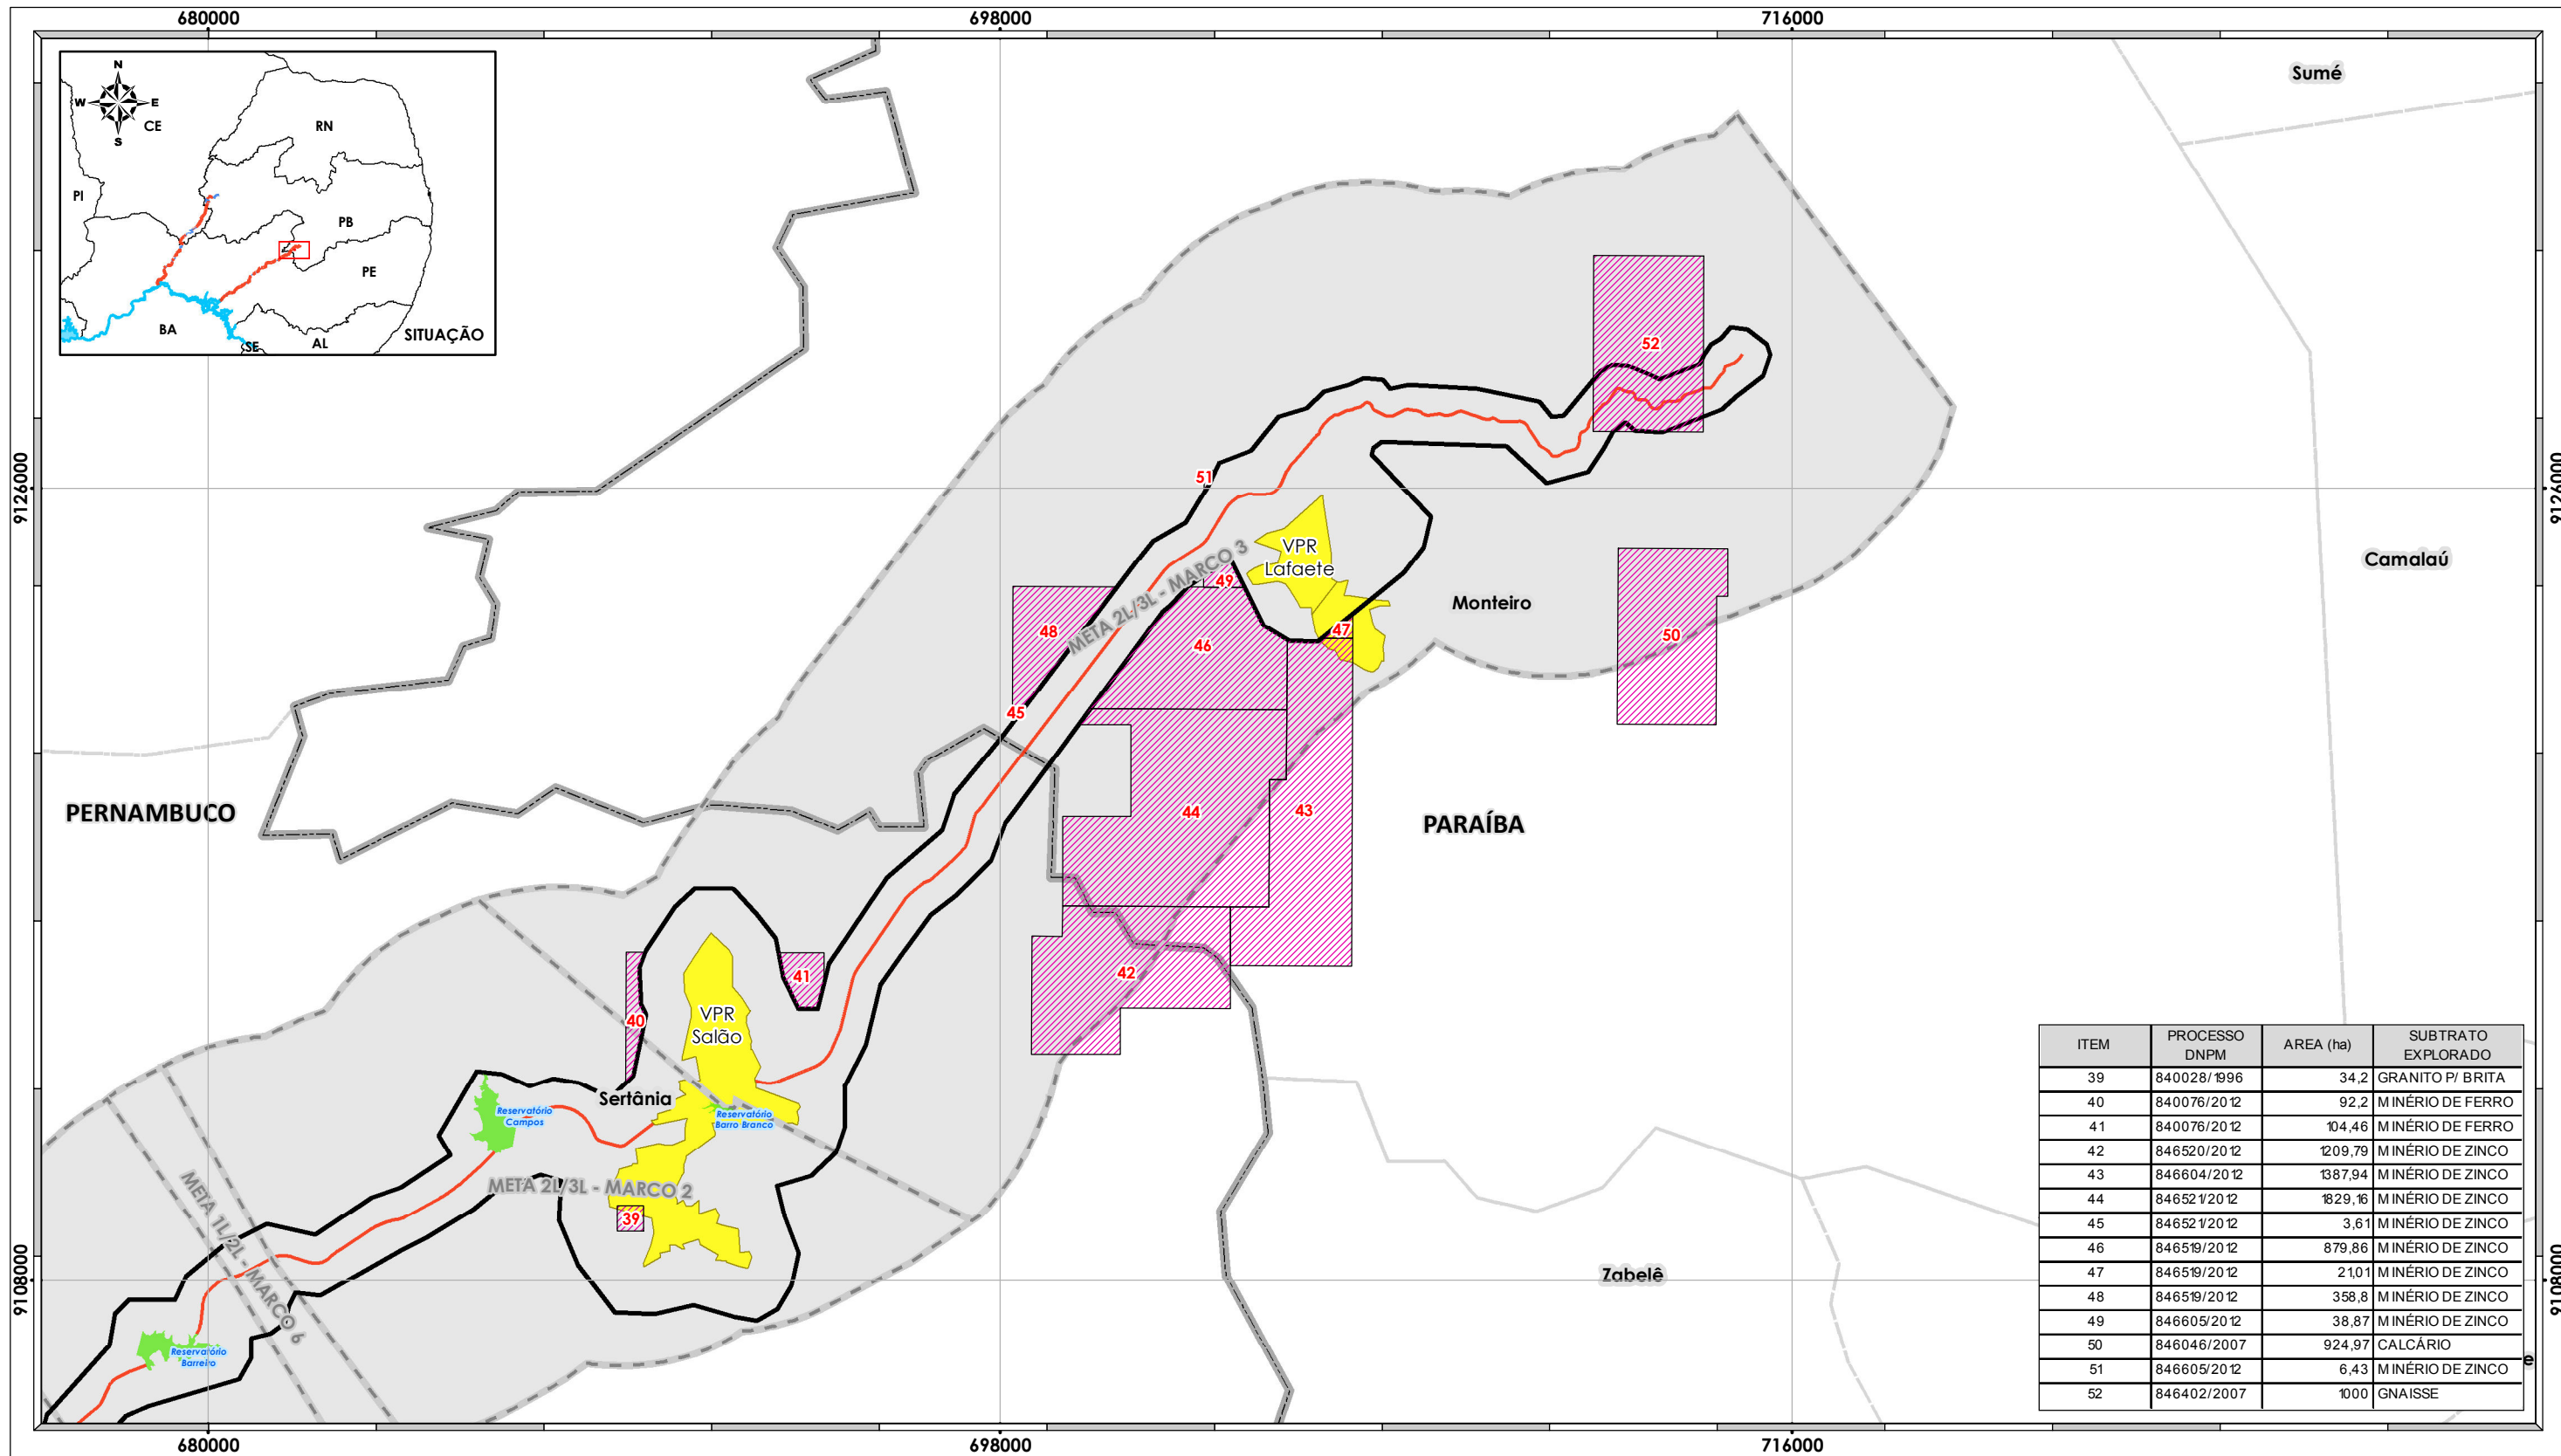 680000
698000
716000
N
W
E
S
CE
RN
PI
PB
PE
BA
SE
AL
SITUAÇÃO
Sumé
52
9126000
9126000
51
META 2L/3L - MARCO 3
VPR
Lafaete
49
Camalaú
Monteiro
48
47
46
50
45
PERNAMBUCO
44
43
PARAÍBA
42
41
40
VPR
Salão
Sertânia
Reservatório
Campos
Reservatório
Barro Branco
META 2L/3L - MARCO 2
39
META 1L/2L - MARCO 6
Reservatório
Barreiro
Zabelê
9108000
9108000
ITEM PROCESSO DNPM AREA (ha) SUBTRATO EXPLORADO
39 840028/1996 34,2 GRANITO P/ BRITA
40 840076/2012 92,2 MINÉRIO DE FERRO
41 840076/2012 104,46 MINÉRIO DE FERRO
42 846520/2012 1209,79 MINÉRIO DE ZINCO
43 846604/2012 1387,94 MINÉRIO DE ZINCO
44 846521/2012 1829,16 MINÉRIO DE ZINCO
45 846521/2012 3,61 MINÉRIO DE ZINCO
46 846519/2012 879,86 MINÉRIO DE ZINCO
47 846519/2012 21,01 MINÉRIO DE ZINCO
48 846519/2012 358,8 MINÉRIO DE ZINCO
49 846605/2012 38,87 MINÉRIO DE ZINCO
50 846046/2007 924,97 CALCÁRIO
51 846605/2012 6,43 MINÉRIO DE ZINCO
52 846402/2007 1000 GNAISSE
680000
698000
716000